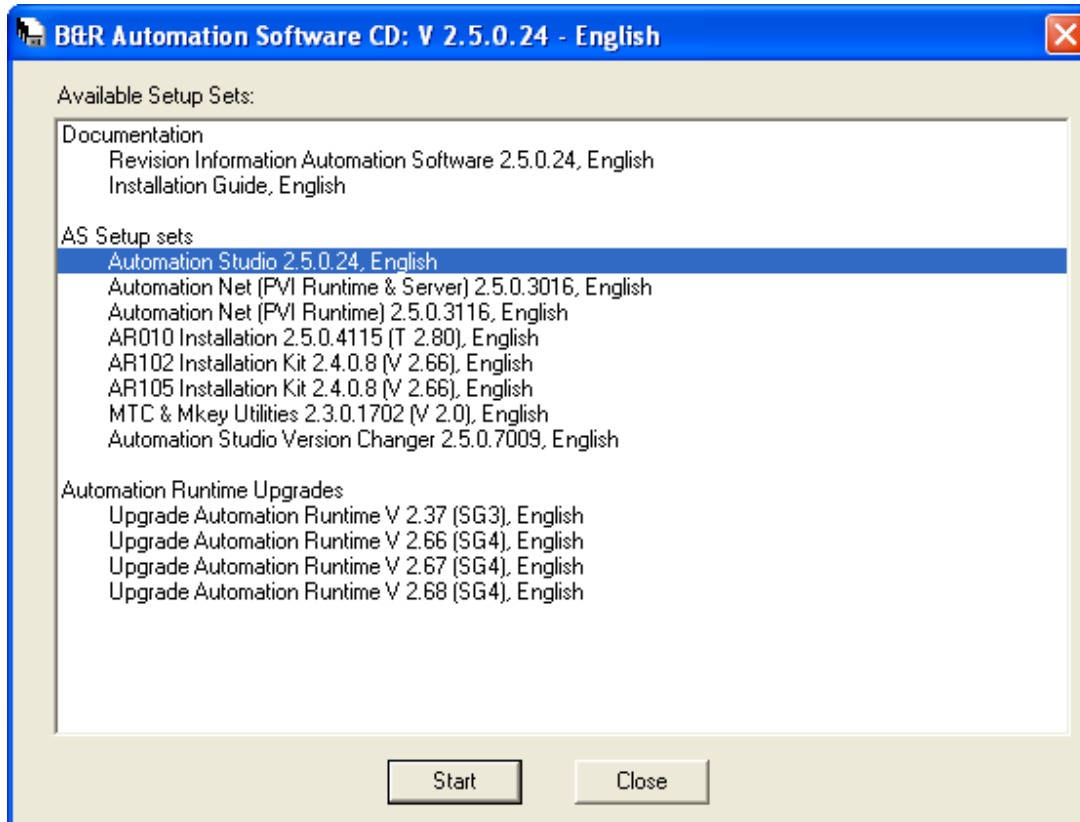 B&R Automation Software CD: V 2.5.0.24 - English
Available Setup Sets:
Documentation
Revision Information Automation Software 2.5.0.24, English
Installation Guide, English
AS Setup sets
Automation Studio 2.5.0.24, English
Automation Net (PVI Runtime & Server) 2.5.0.3016, English
Automation Net (PVI Runtime) 2.5.0.3116, English
AR010 Installation 2.5.0.4115 (T 2.80), English
AR102 Installation Kit 2.4.0.8 (V 2.66), English
AR105 Installation Kit 2.4.0.8 (V 2.66), English
MTC & Mkey Utilities 2.3.0.1702 (V 2.0), English
Automation Studio Version Changer 2.5.0.7009, English
Automation Runtime Upgrades
Upgrade Automation Runtime V 2.37 (SG3), English
Upgrade Automation Runtime V 2.66 (SG4), English
Upgrade Automation Runtime V 2.67 (SG4), English
Upgrade Automation Runtime V 2.68 (SG4), English
Start Close